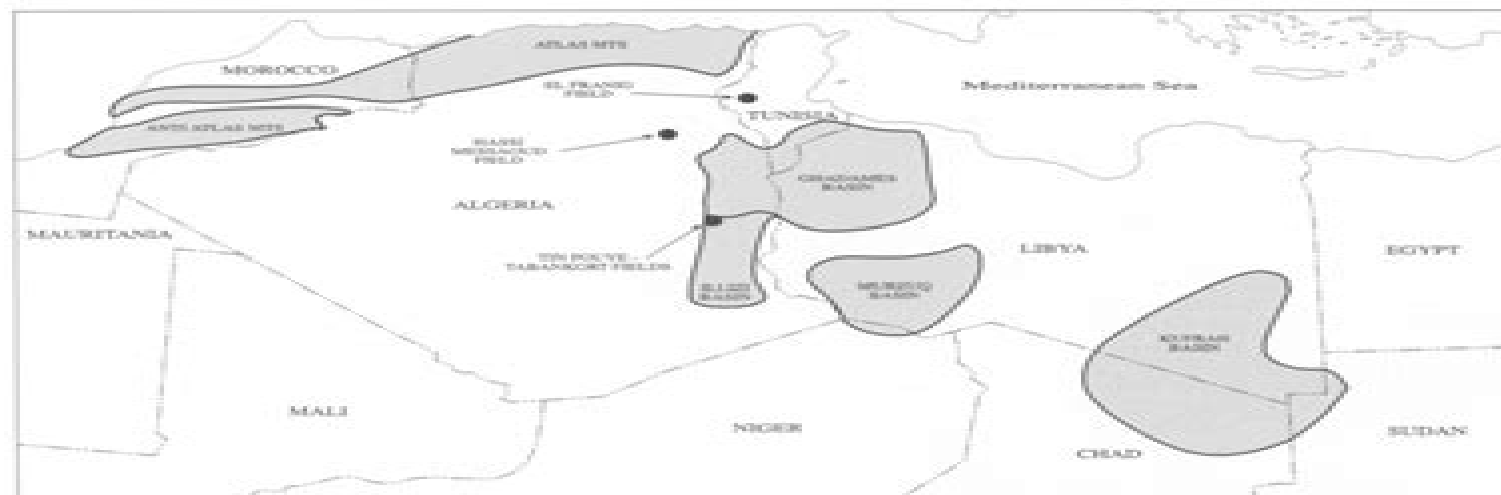 ATLAS MTS
MOROCCO
Mediterranean Sea
EL FRANIG
FIELD
TUNISIA
ANTI ATLAS MTS
HASSI
MESSAOUD
FIELD
GHADAMES
BASIN
ALGERIA
MAURITANIA
LIBYA
EGYPT
TIN FOUYE -
TABANKORT FIELDS
ILLIZI
BASIN
MURZUQ
BASIN
KUFRAH
BASIN
MALI
NIGER
CHAD
SUDAN